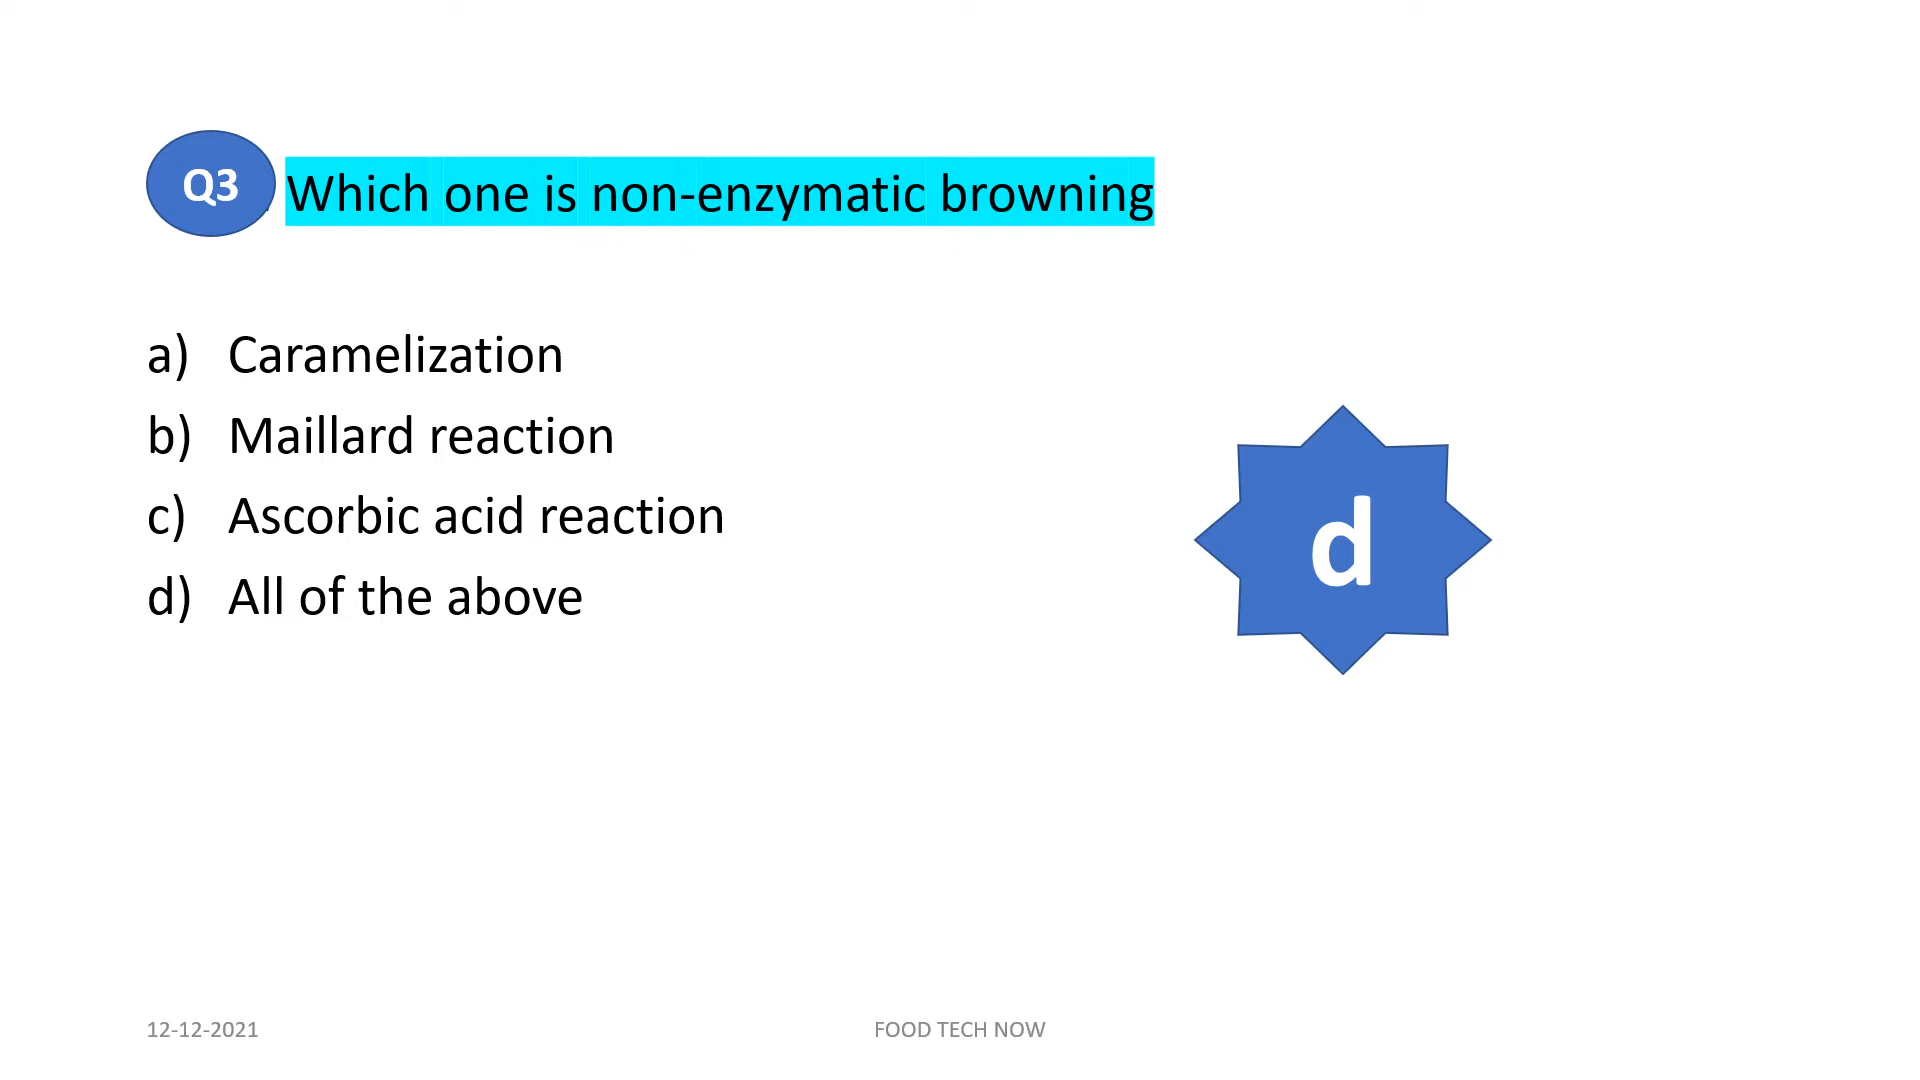 Q3 Which one is non-enzymatic browning
a) Caramelization
b) Maillard reaction
c) Ascorbic acid reaction
d) All of the above
d
12-12-2021 FOOD TECH NOW